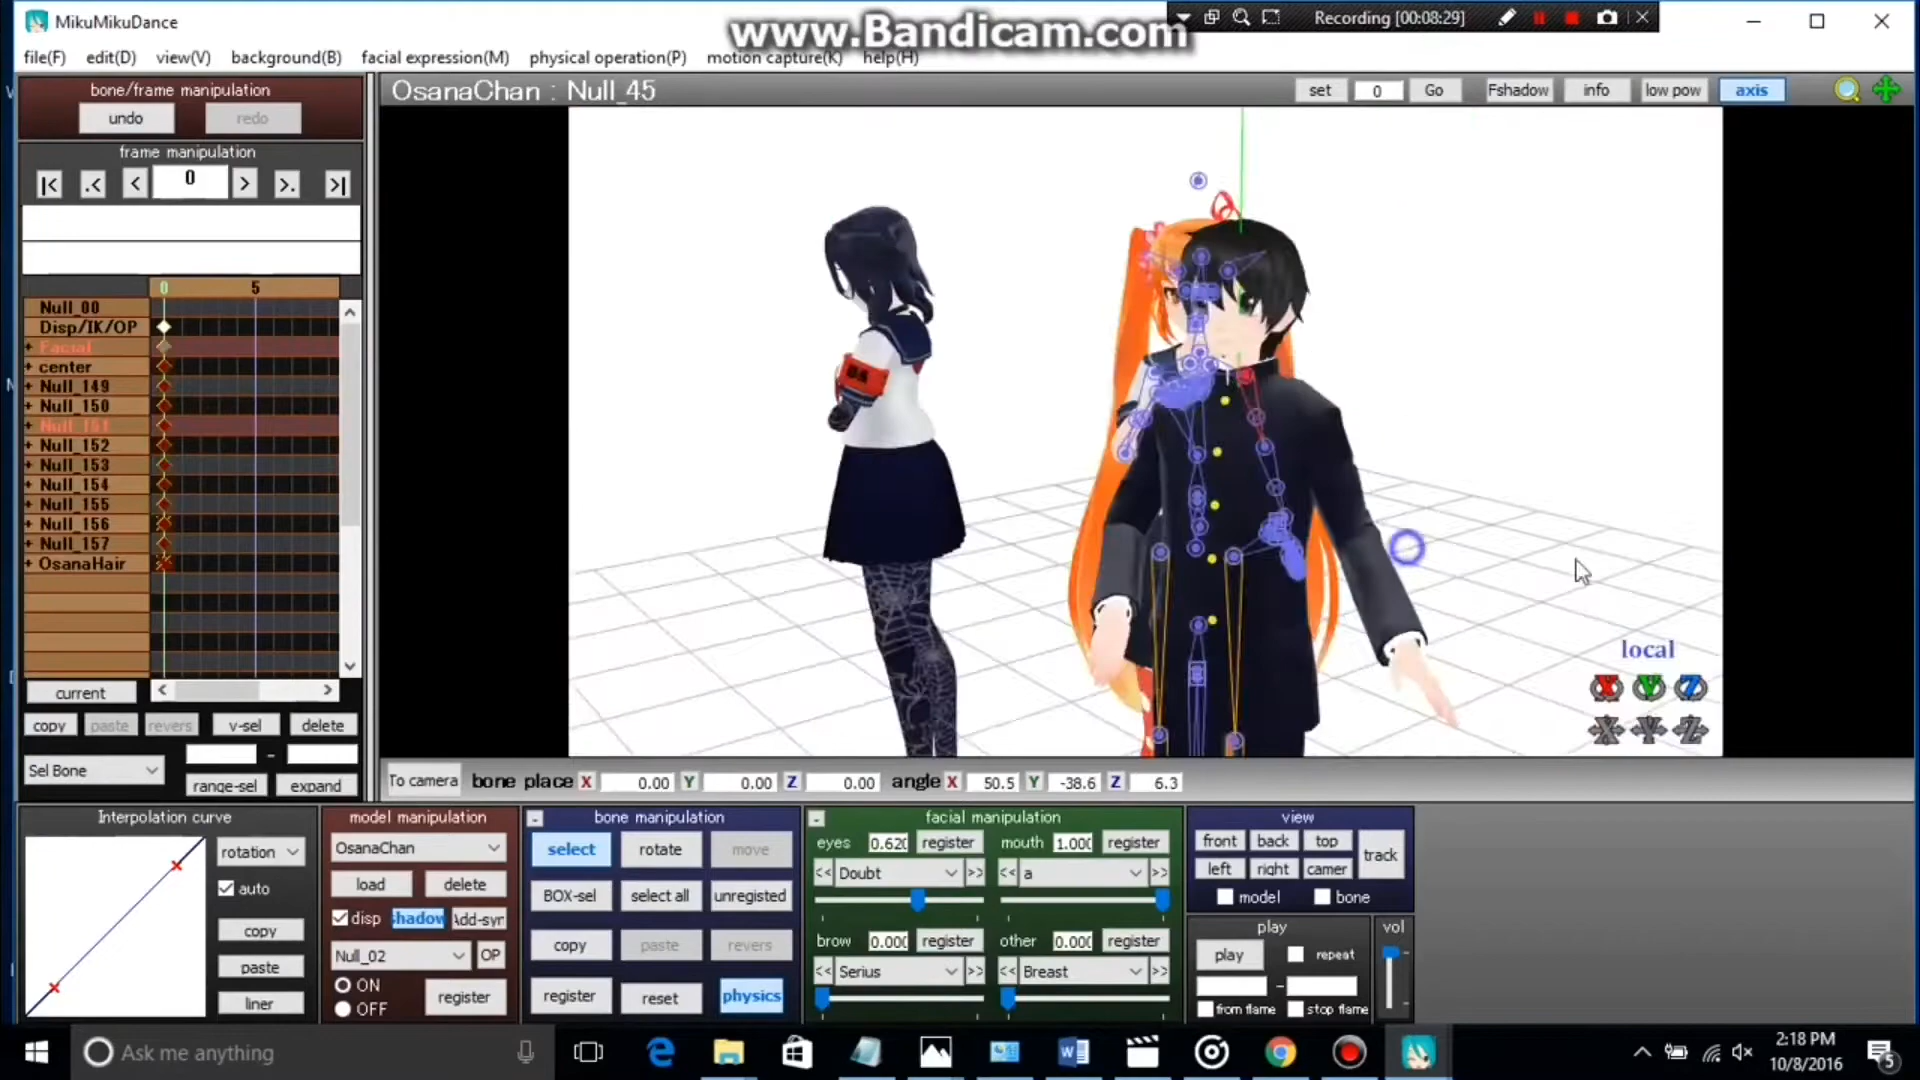 MikuMikuDance
www.Bandicam.com
Recording [00:08:29]
file(F) edit(D) view(V) background(B) facial expression(M) physical operation(P) motion capture(K) help(H)
bone/frame manipulation
undo redo
OsanaChan : Null_45
set 0 Go Fshadow info low pow axis
frame manipulation
|< .< < 0 > >. >|
0 5
Null_00
Disp/IK/OP
+ Facial
+ center
+ Null_149
+ Null_150
+ Null_151
+ Null_152
+ Null_153
+ Null_154
+ Null_155
+ Null_156
+ Null_157
+ OsanaHair
local
X Y Z
X Y Z
current < >
copy paste revers v-sel delete
Sel Bone -
range-sel expand
To camera bone place X 0.00 Y 0.00 Z 0.00 angle X 50.5 Y -38.6 Z 6.3
Interpolation curve
rotation
auto
copy
paste
liner
model manipulation
OsanaChan
load delete
disp shadow Add-syn
Null_02 OP
ON
OFF
register
- bone manipulation
select rotate move
BOX-sel select all unregisted
copy paste revers
register reset physics
- facial manipulation
eyes 0.620 register mouth 1.000 register
<< Doubt >> << a >>
brow 0.000 register other 0.000 register
<< Serius >> << Breast >>
view
front back top
left right camer
track
model bone
play
play repeat
-
from flame stop flame
vol
Ask me anything
2:18 PM
10/8/2016
5